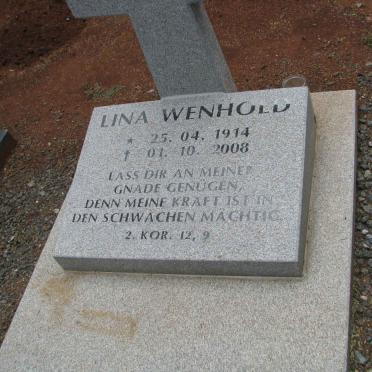 LINA WENHOLD
* 25. 04. 1914
† 01. 10. 2008
LASS DIR AN MEINER
GNADE GENÜGEN,
DENN MEINE KRAFT IST IN
DEN SCHWACHEN MÄCHTIG.
2. KOR. 12, 9